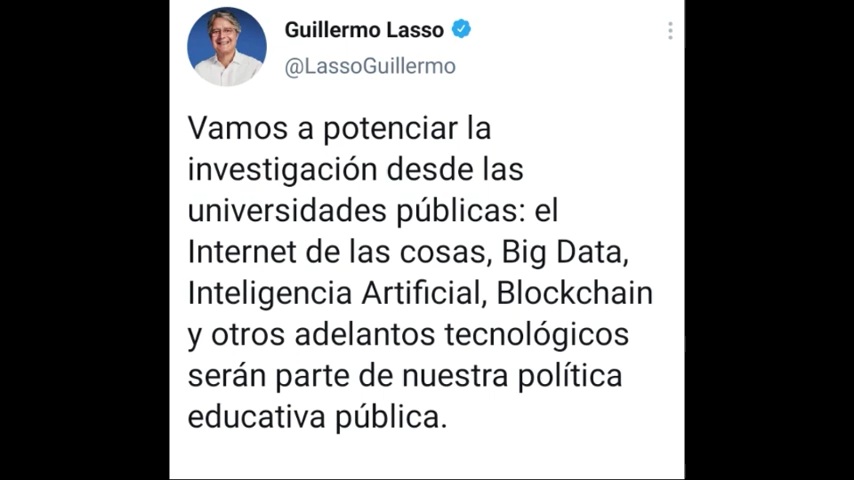 Guillermo Lasso
@LassoGuillermo
Vamos a potenciar la
investigación desde las
universidades públicas: el
Internet de las cosas, Big Data,
Inteligencia Artificial, Blockchain
y otros adelantos tecnológicos
serán parte de nuestra política
educativa pública.